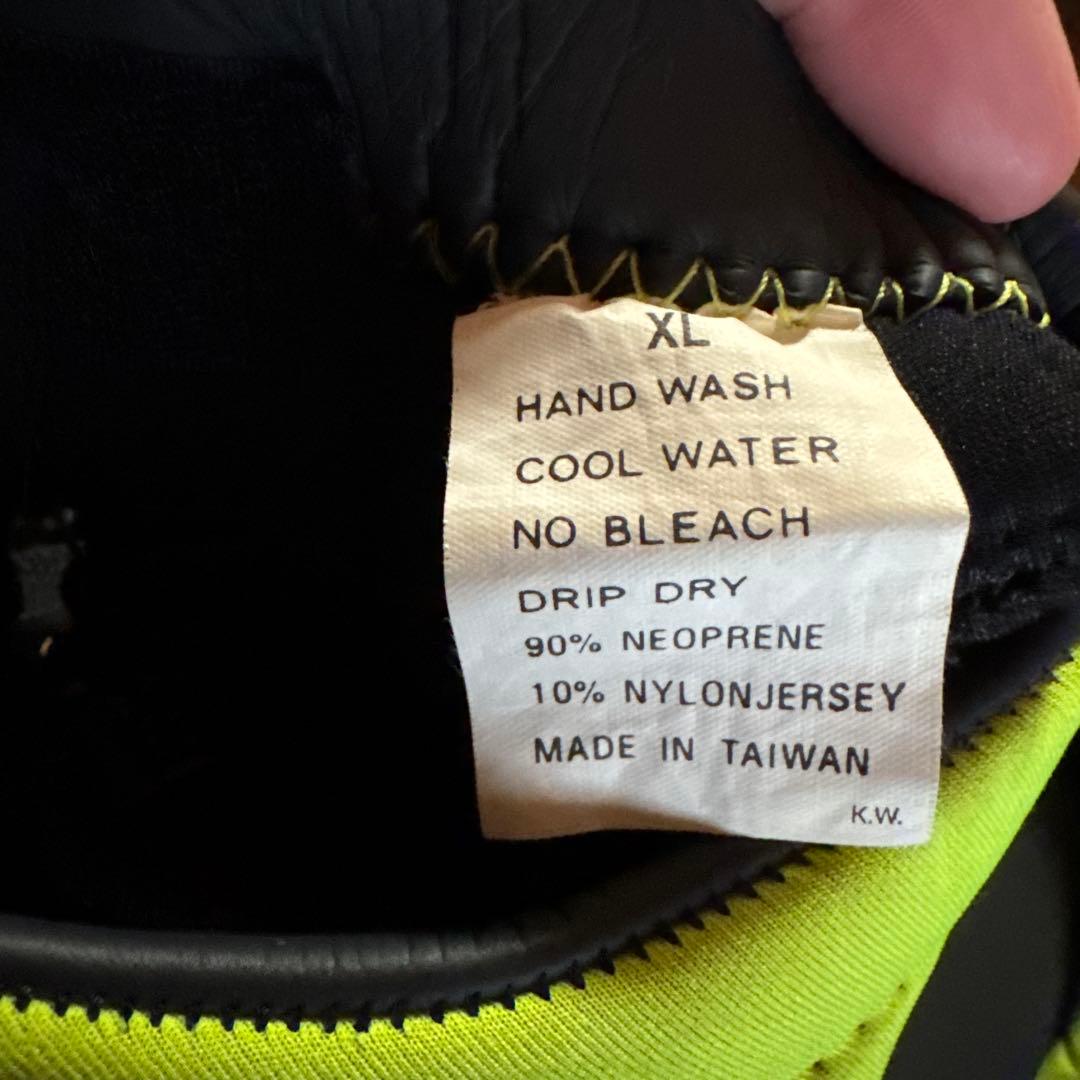 XL
HAND WASH
COOL WATER
NO BLEACH
DRIP DRY
90% NEOPRENE
10% NYLONJERSEY
MADE IN TAIWAN
K.W.